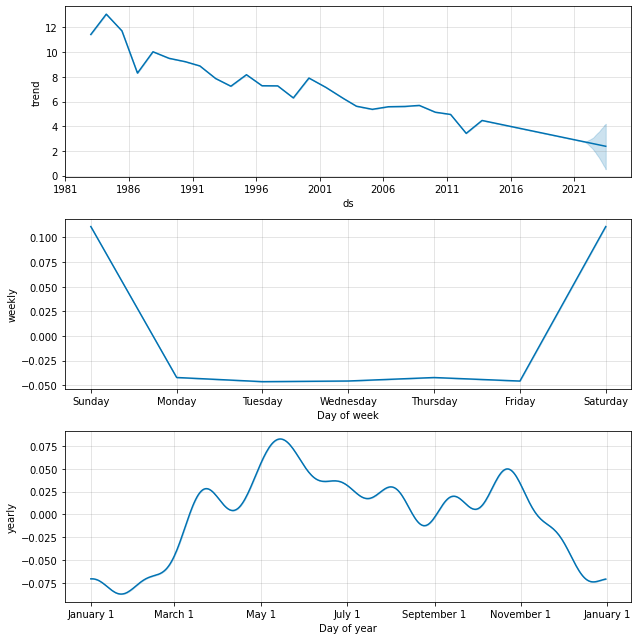 12
10
8
6
4
2
0
trend
1981 1986 1991 1996 2001 2006 2011 2016 2021
ds
0.100
0.075
0.050
0.025
0.000
−0.025
−0.050
weekly
Sunday Monday Tuesday Wednesday Thursday Friday Saturday
Day of week
0.075
0.050
0.025
0.000
−0.025
−0.050
−0.075
yearly
January 1 March 1 May 1 July 1 September 1 November 1 January 1
Day of year